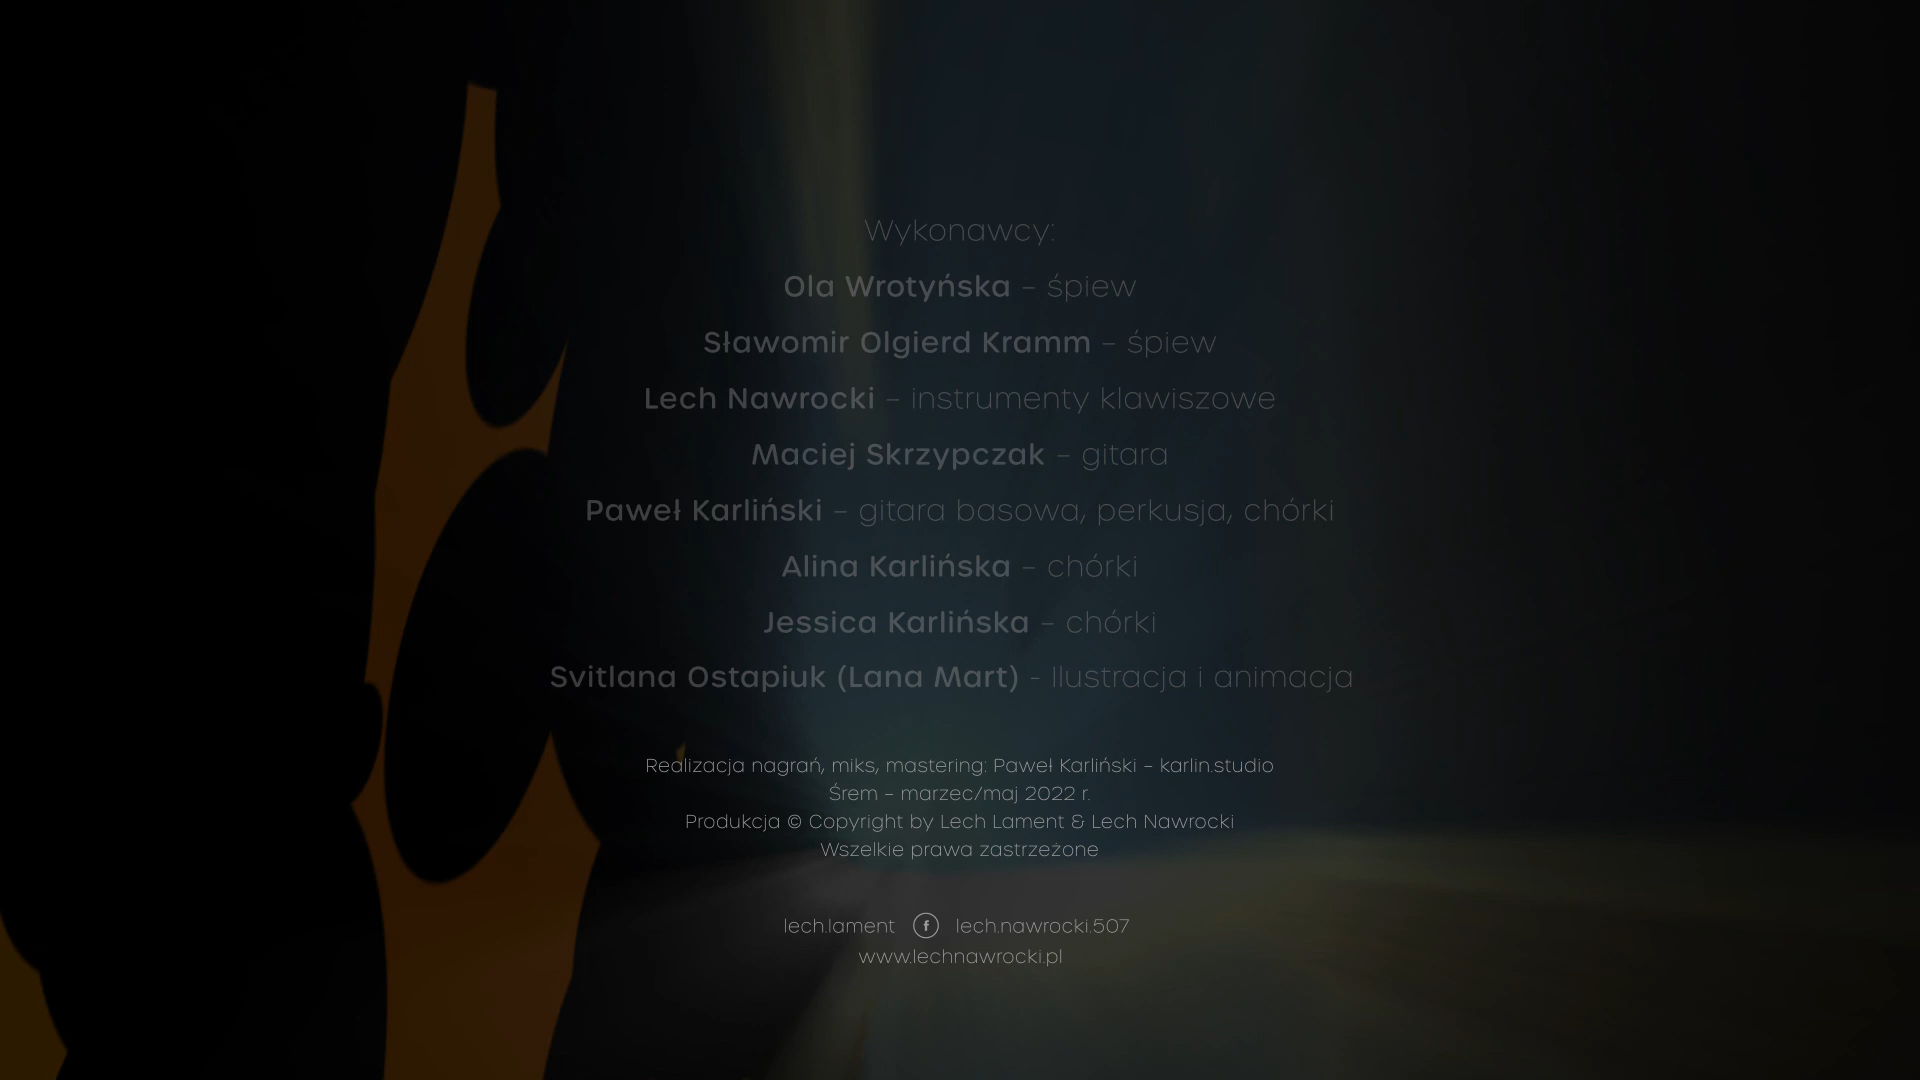 Wykonawcy:
Ola Wrotyńska – śpiew
Sławomir Olgierd Kramm – śpiew
Lech Nawrocki – instrumenty klawiszowe
Maciej Skrzypczak – gitara
Paweł Karliński – gitara basowa, perkusja, chórki
Alina Karlińska – chórki
Jessica Karlińska – chórki
Svitlana Ostapiuk (Lana Mart) - Ilustracja i animacja
Realizacja nagrań, miks, mastering: Paweł Karliński – karlin.studio
Śrem – marzec/maj 2022 r.
Produkcja © Copyright by Lech Lament & Lech Nawrocki
Wszelkie prawa zastrzeżone
lech.lament f lech.nawrocki.507
www.lechnawrocki.pl